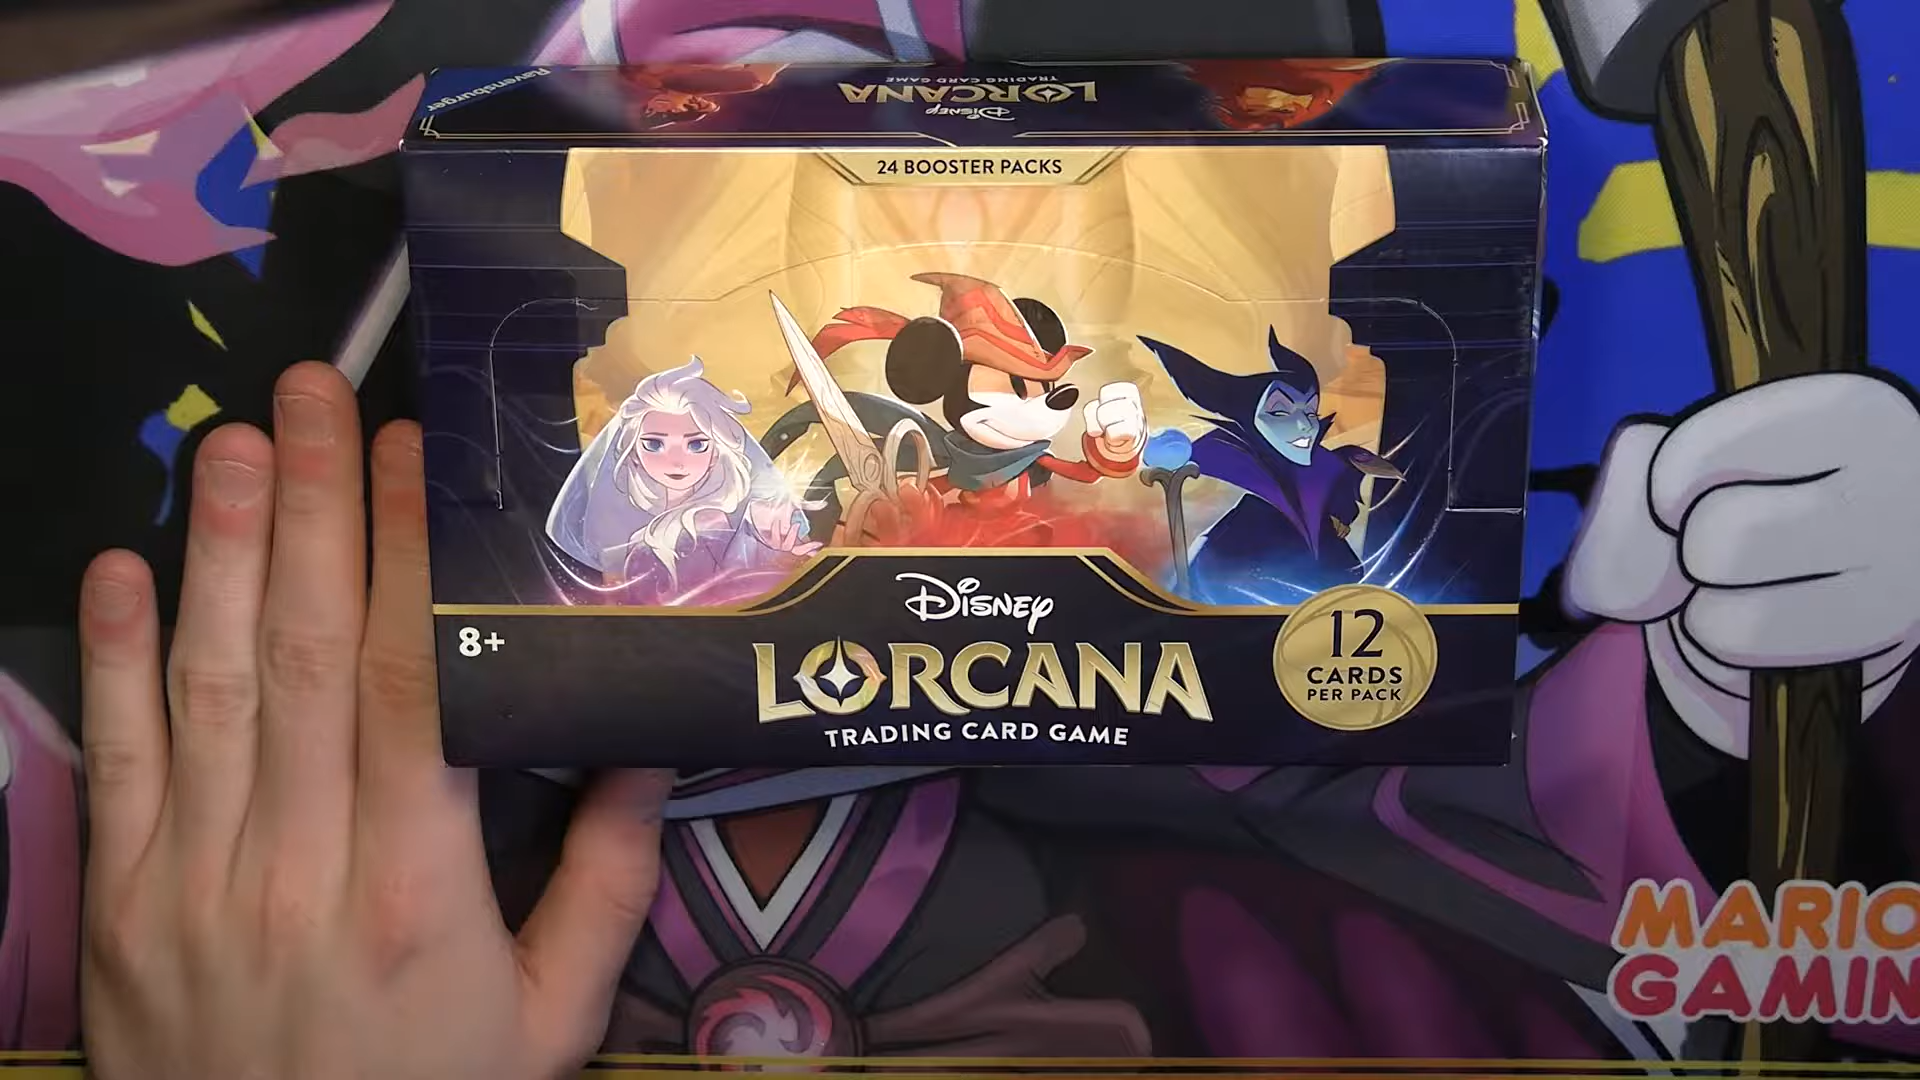 Ravensburger
DISNEY
LORCANA
TRADING CARD GAME
24 BOOSTER PACKS
8+
DISNEY
LORCANA
TRADING CARD GAME
12
CARDS
PER PACK
MARIO
GAMIN